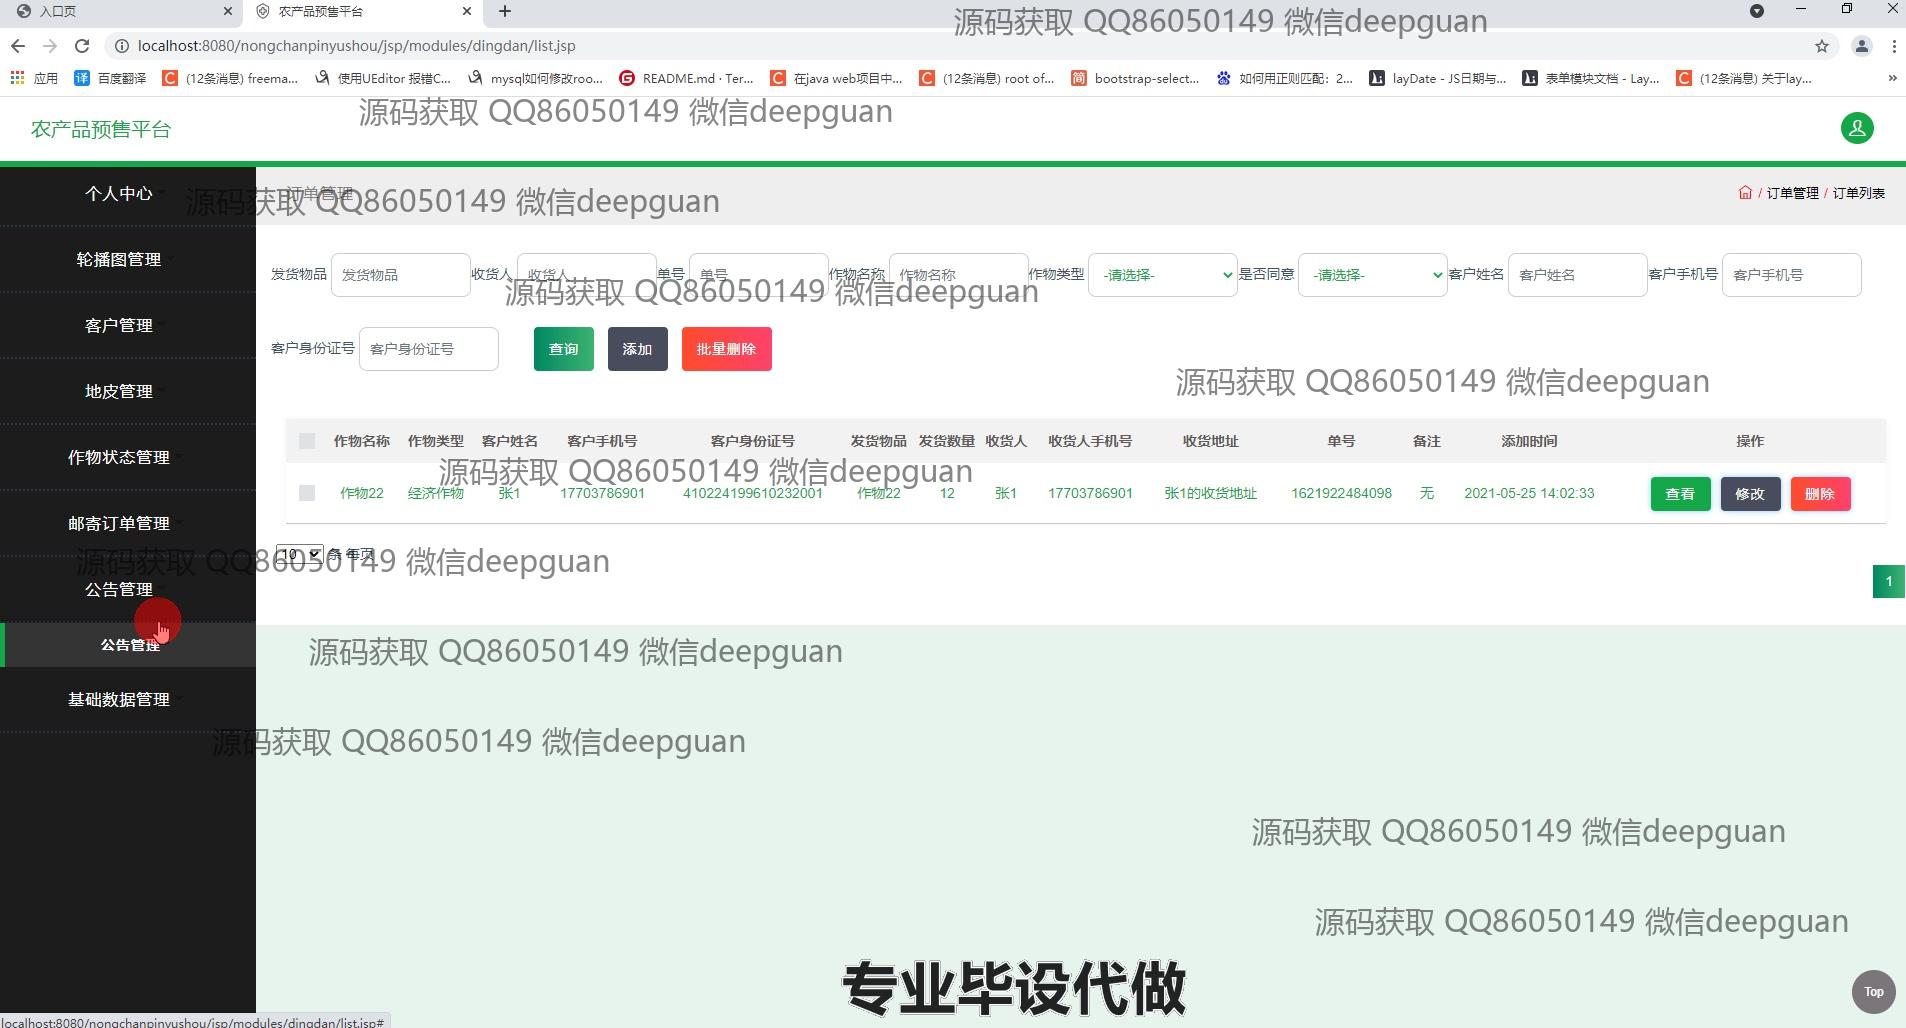 入口页
农产品预售平台
源码获取 QQ86050149 微信deepguan
localhost:8080/nongchanpinyushou/jsp/modules/dingdan/list.jsp
应用 百度翻译 (12条消息) freema... 使用UEditor 报错C... mysql如何修改roo... README.md · Ter... 在java web项目中... (12条消息) root of... bootstrap-select... 如何用正则匹配：2... layDate - JS日期与... 表单模块文档 - Lay... (12条消息) 关于lay... »
源码获取 QQ86050149 微信deepguan
农产品预售平台
个人中心
订单管理
源码获取 QQ86050149 微信deepguan
/ 订单管理 / 订单列表
轮播图管理
客户管理
地皮管理
作物状态管理
邮寄订单管理
公告管理
公告管理
基础数据管理
发货物品 发货物品 收货人 收货人 单号 单号 作物名称 作物名称 作物类型 -请选择- 是否同意 -请选择- 客户姓名 客户姓名 客户手机号 客户手机号
源码获取 QQ86050149 微信deepguan
客户身份证号 客户身份证号 查询 添加 批量删除
源码获取 QQ86050149 微信deepguan
作物名称 作物类型 客户姓名 客户手机号 客户身份证号 发货物品 发货数量 收货人 收货人手机号 收货地址 单号 备注 添加时间 操作
源码获取 QQ86050149 微信deepguan
作物22 经济作物 张1 17703786901 410224199610232001 作物22 12 张1 17703786901 张1的收货地址 1621922484098 无 2021-05-25 14:02:33 查看 修改 删除
10 条 每页
源码获取 QQ86050149 微信deepguan
1
源码获取 QQ86050149 微信deepguan
源码获取 QQ86050149 微信deepguan
源码获取 QQ86050149 微信deepguan
源码获取 QQ86050149 微信deepguan
专业毕设代做
Top
localhost:8080/nongchanpinyushou/jsp/modules/dingdan/list.jsp#